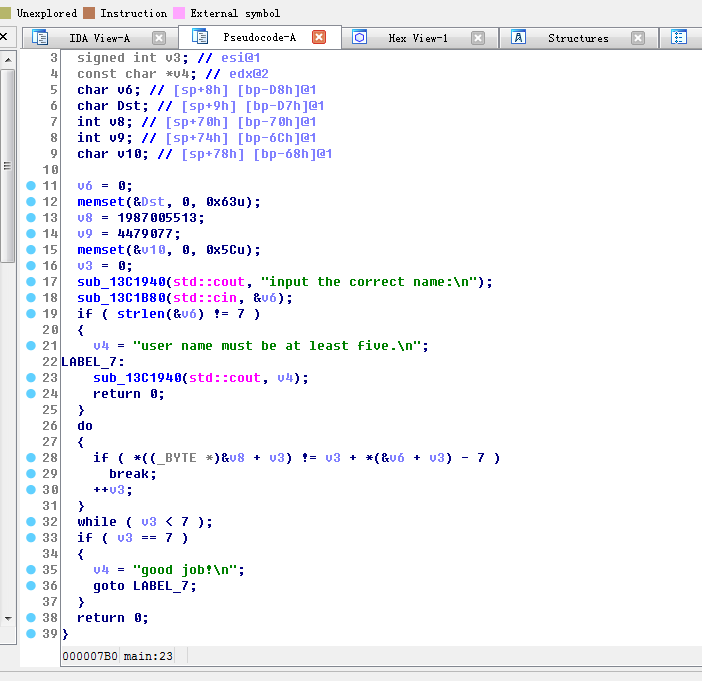 Unexplored Instruction External symbol
IDA View-A Pseudocode-A Hex View-1 Structures
3 signed int v3; // esi@1
4 const char *v4; // edx@2
5 char v6; // [sp+8h] [bp-D8h]@1
6 char Dst; // [sp+9h] [bp-D7h]@1
7 int v8; // [sp+70h] [bp-70h]@1
8 int v9; // [sp+74h] [bp-6Ch]@1
9 char v10; // [sp+78h] [bp-68h]@1
10
11 v6 = 0;
12 memset(&Dst, 0, 0x63u);
13 v8 = 1987005513;
14 v9 = 4479077;
15 memset(&v10, 0, 0x5Cu);
16 v3 = 0;
17 sub_13C1940(std::cout, "input the correct name:\n");
18 sub_13C1B80(std::cin, &v6);
19 if ( strlen(&v6) != 7 )
20 {
21 v4 = "user name must be at least five.\n";
22 LABEL_7:
23 sub_13C1940(std::cout, v4);
24 return 0;
25 }
26 do
27 {
28 if ( *((_BYTE *)&v8 + v3) != v3 + *(&v6 + v3) - 7 )
29 break;
30 ++v3;
31 }
32 while ( v3 < 7 );
33 if ( v3 == 7 )
34 {
35 v4 = "good job!\n";
36 goto LABEL_7;
37 }
38 return 0;
39 }
000007B0 main:23